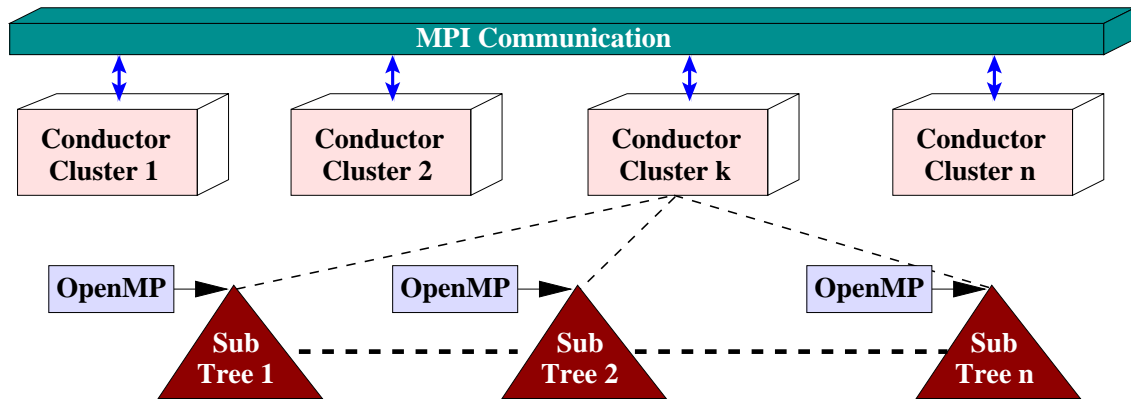 MPI Communication
Conductor
Cluster 1
Conductor
Cluster 2
Conductor
Cluster k
Conductor
Cluster n
OpenMP
OpenMP
OpenMP
Sub
Tree 1
Sub
Tree 2
Sub
Tree n